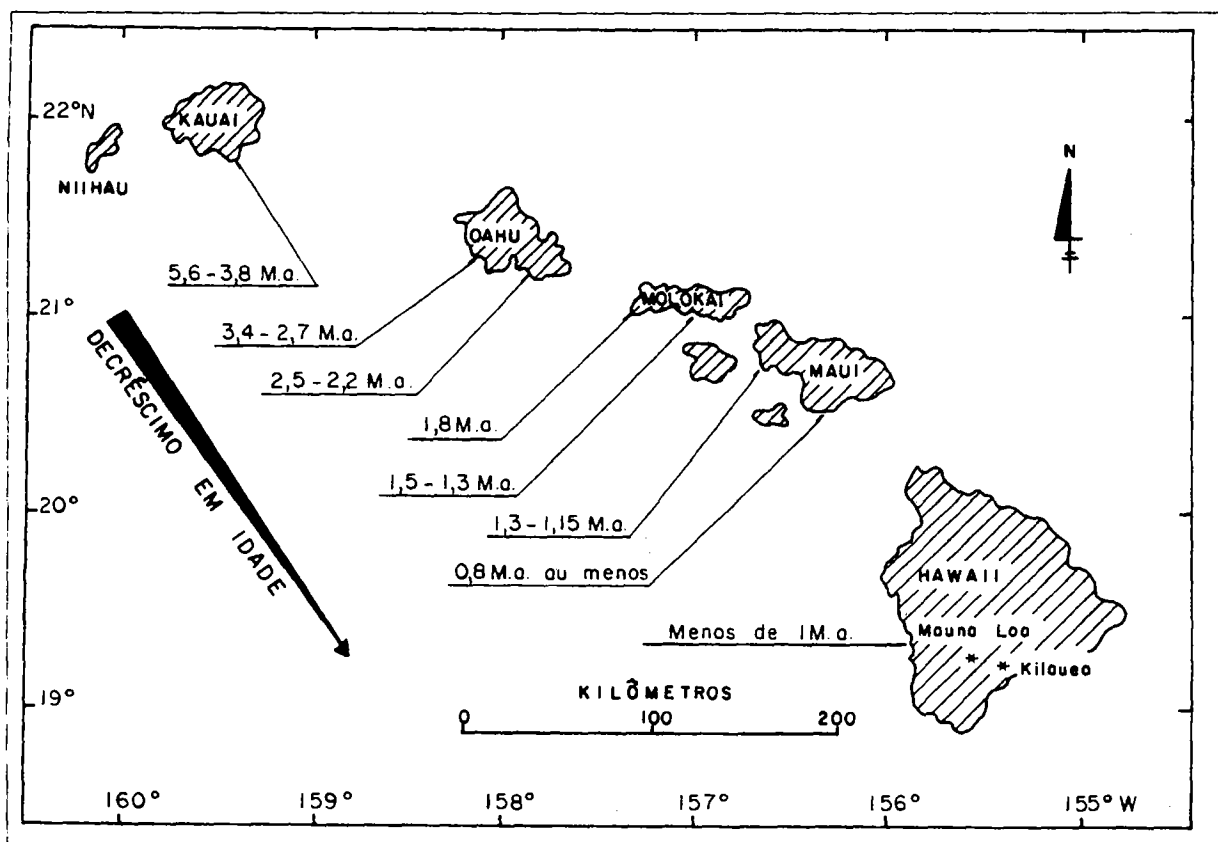 22°N
KAUAI
NIIHAU
N
OAHU
5,6-3,8 M.a.
MOLOKAI
21°
3,4-2,7 M.a.
MAUI
2,5-2,2 M.a.
DECRÉSCIMO EM IDADE
1,8 M.a.
1,5-1,3 M.a.
20°
1,3-1,15 M.a.
0,8 M.a. au menos
HAWAII
Menos de 1 M.a.
Mauna Loa
Kilauea
19°
KILÔMETROS
0 100 200
160° 159° 158° 157° 156° 155° W